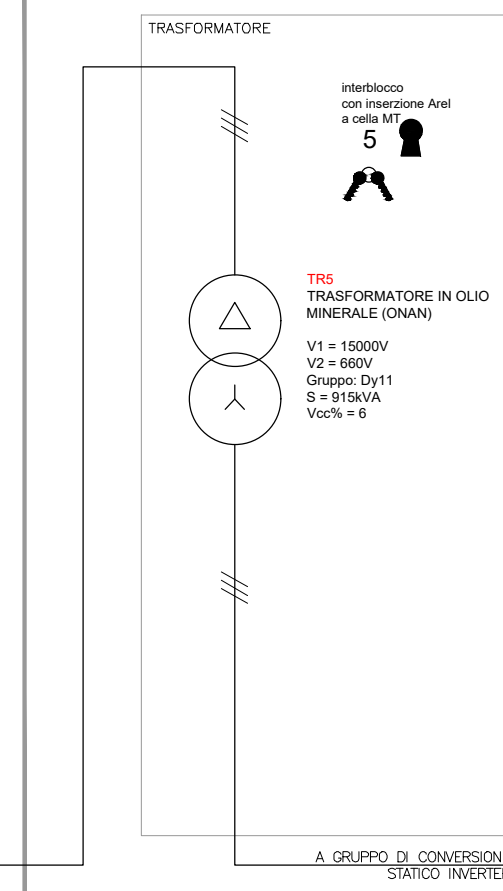 TRASFORMATORE
interblocco
con inserzione Arel
a cella MT
5
TR5
TRASFORMATORE IN OLIO
MINERALE (ONAN)
V1 = 15000V
V2 = 660V
Gruppo: Dy11
S = 915kVA
Vcc% = 6
A GRUPPO DI CONVERSION
STATICO INVERTE